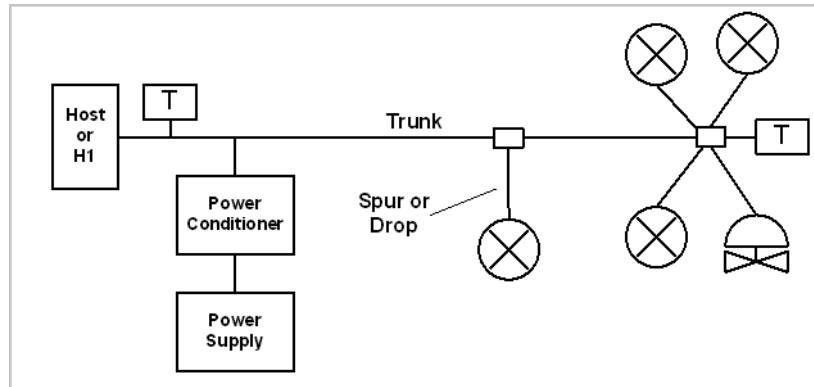 Host
or
H1
T
Trunk
T
Power
Conditioner
Spur or
Drop
Power
Supply